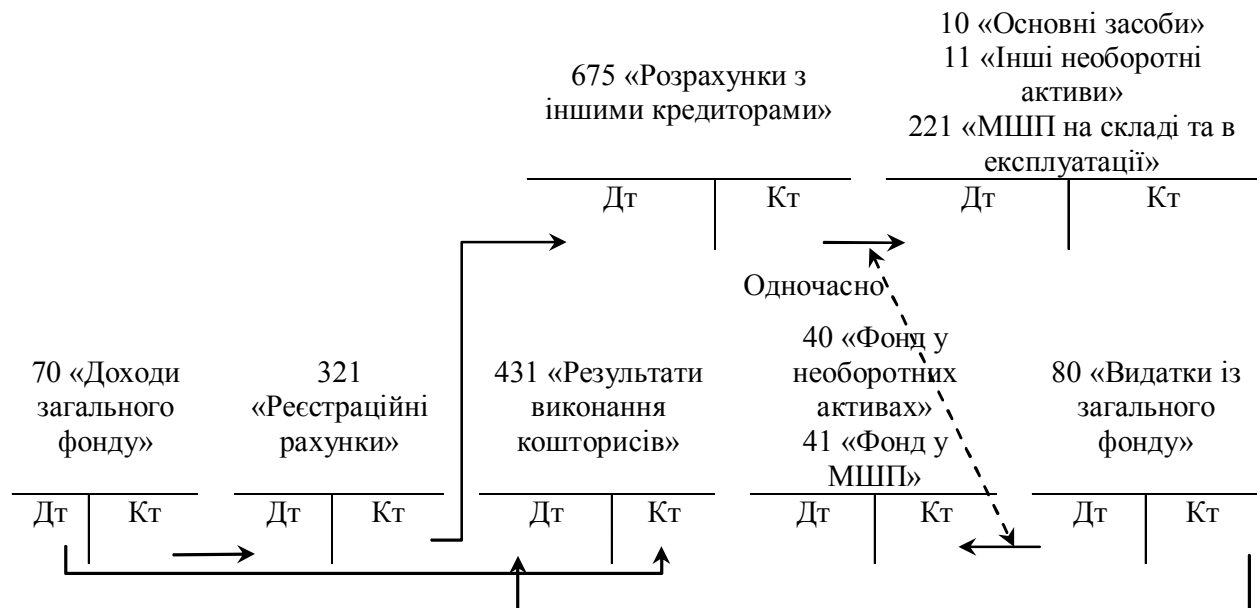 675 «Розрахунки з
іншими кредиторами»
Дт Кт
10 «Основні засоби»
11 «Інші необоротні
активи»
221 «МШП на складі та в
експлуатації»
Дт Кт
Одночасно
70 «Доходи
загального
фонду»
Дт Кт
321
«Реєстраційні
рахунки»
Дт Кт
431 «Результати
виконання
кошторисів»
Дт Кт
40 «Фонд у
необоротних
активах»
41 «Фонд у
МШП»
Дт Кт
80 «Видатки із
загального
фонду»
Дт Кт